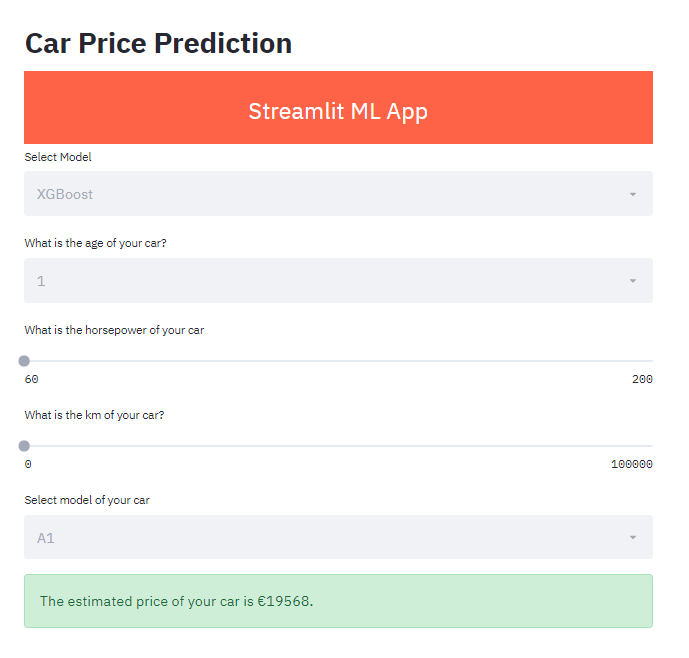 Car Price Prediction
Streamlit ML App
Select Model
XGBoost
What is the age of your car?
1
What is the horsepower of your car
60 200
What is the km of your car?
0 100000
Select model of your car
A1
The estimated price of your car is €19568.